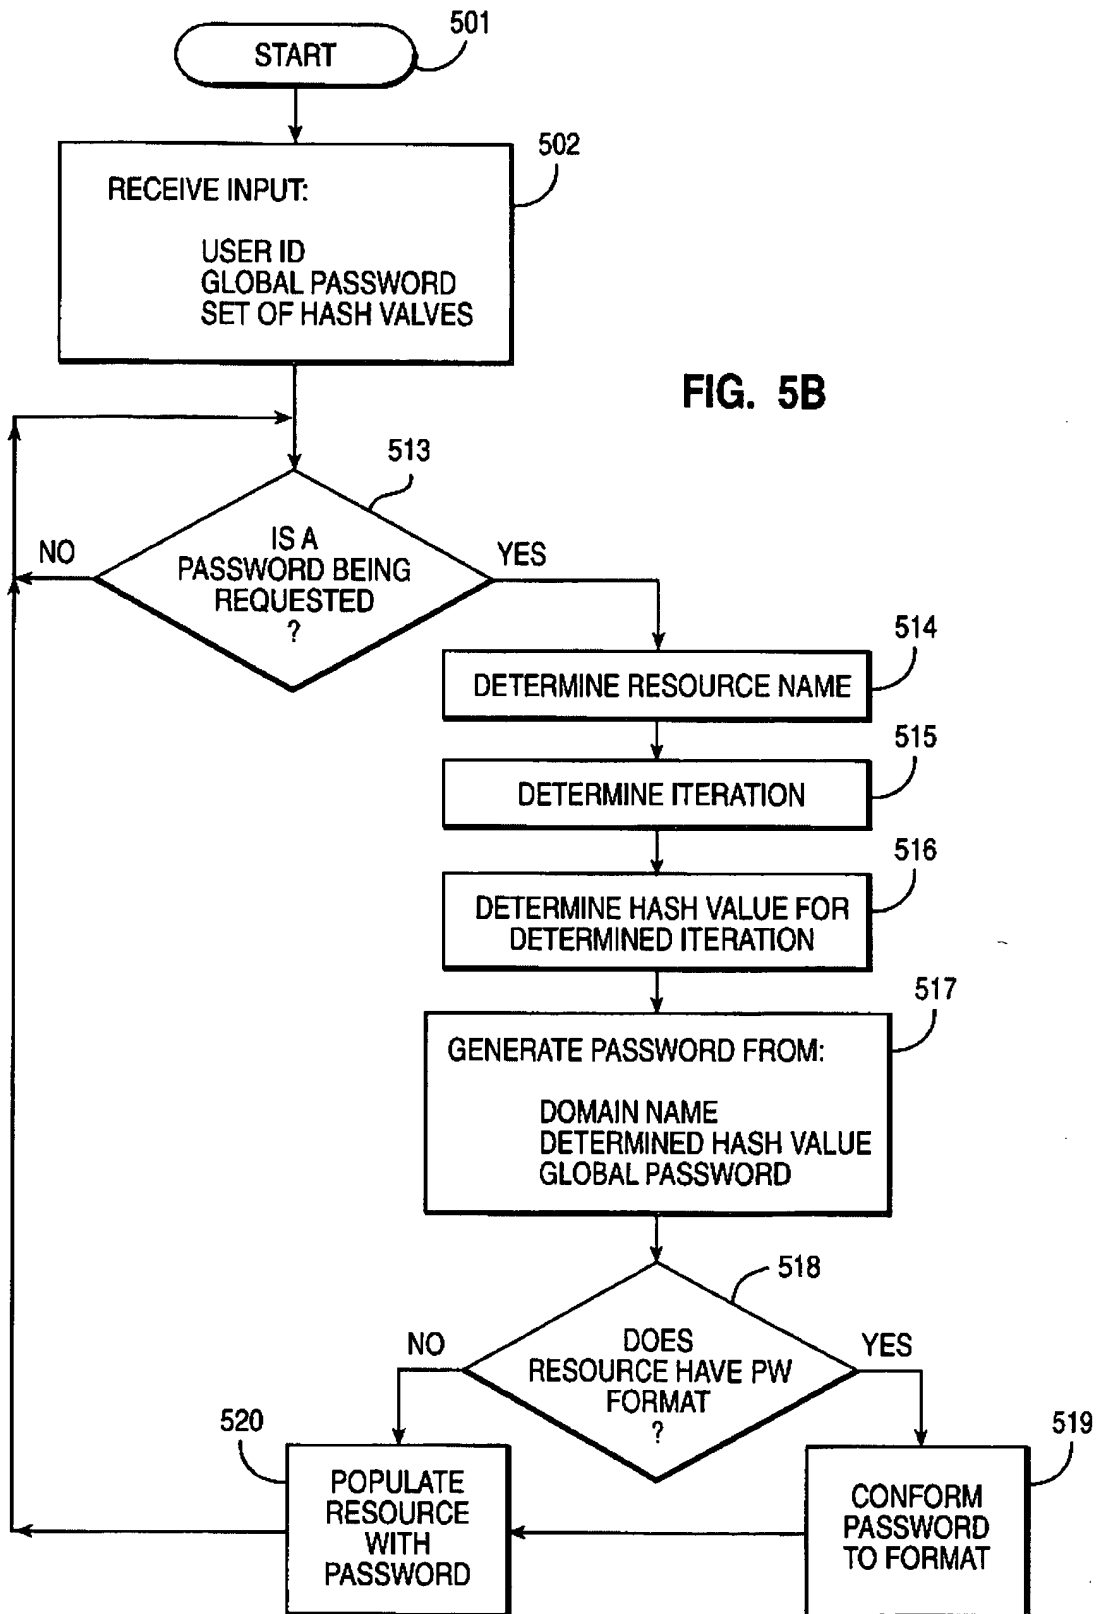 501
START
502
RECEIVE INPUT:
USER ID
GLOBAL PASSWORD
SET OF HASH VALVES
FIG. 5B
513
IS A
PASSWORD BEING
REQUESTED
?
NO
YES
514
DETERMINE RESOURCE NAME
515
DETERMINE ITERATION
516
DETERMINE HASH VALUE FOR
DETERMINED ITERATION
517
GENERATE PASSWORD FROM:
DOMAIN NAME
DETERMINED HASH VALUE
GLOBAL PASSWORD
518
DOES
RESOURCE HAVE PW
FORMAT
?
NO
YES
520
POPULATE
RESOURCE
WITH
PASSWORD
519
CONFORM
PASSWORD
TO FORMAT